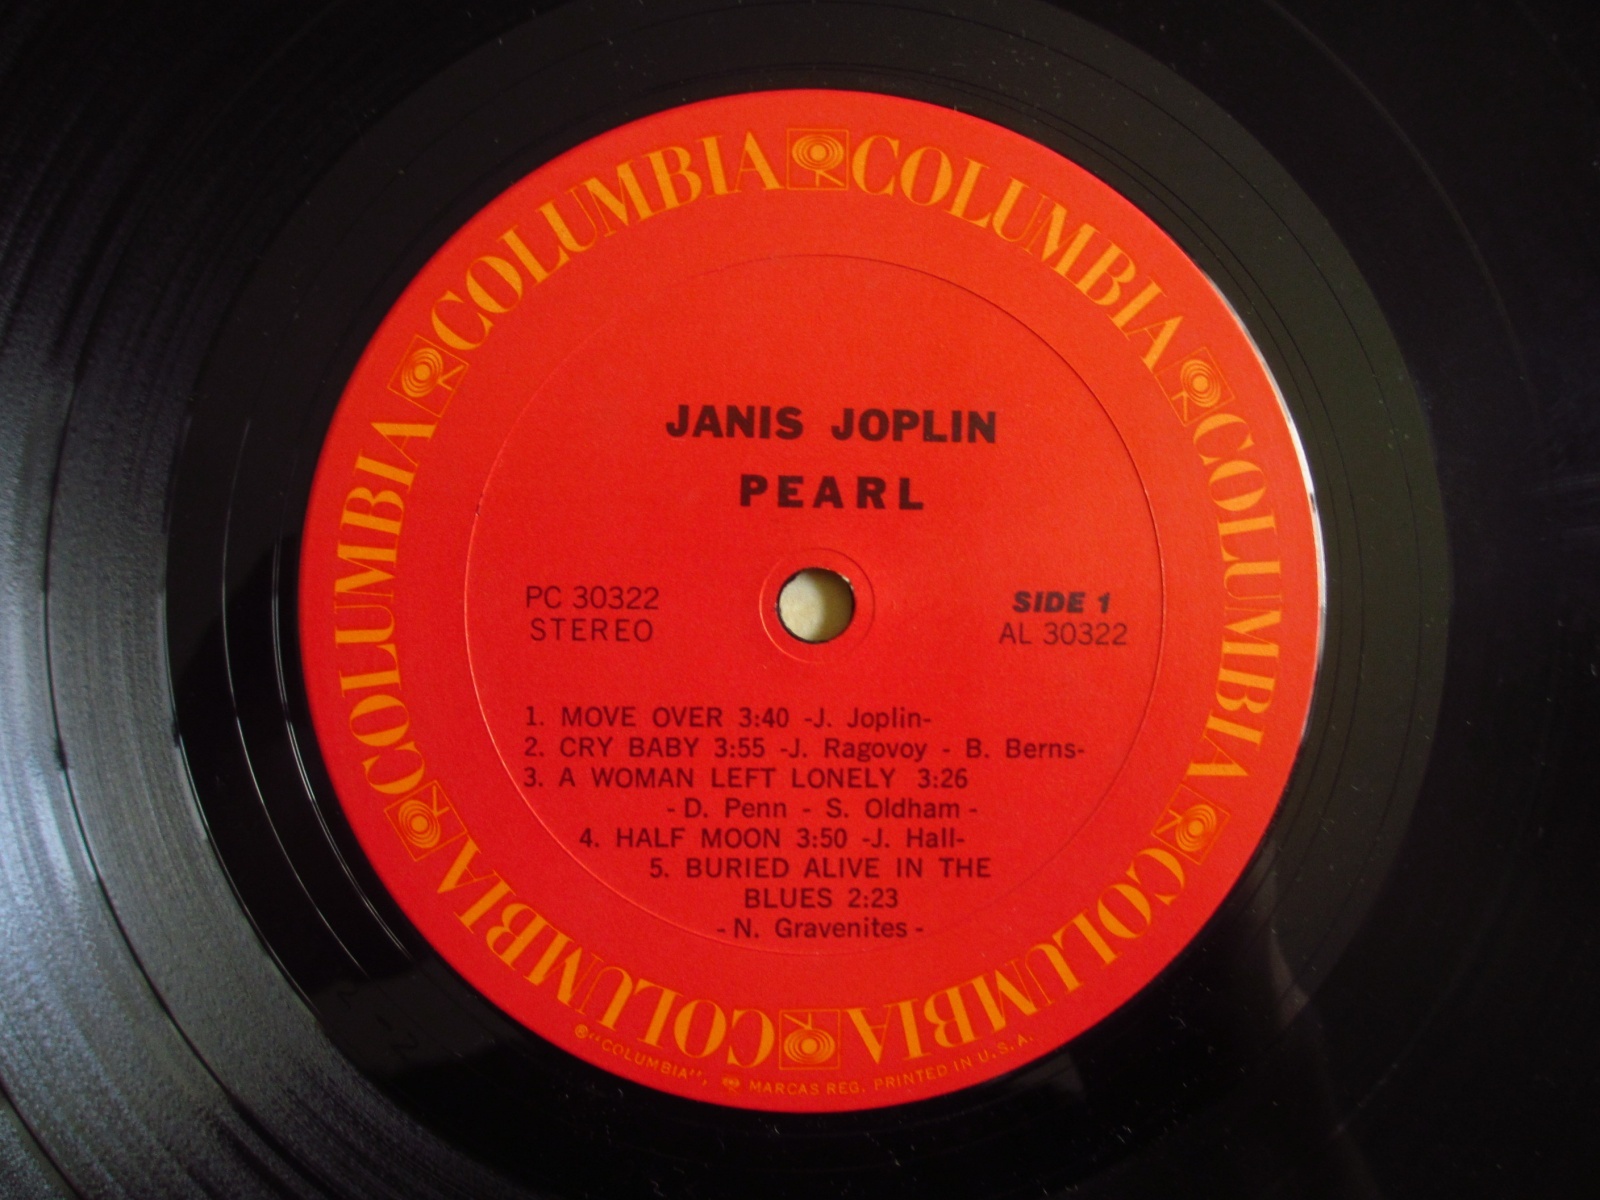 COLUMBIA COLUMBIA COLUMBIA COLUMBIA COLUMBIA COLUMBIA
JANIS JOPLIN
PEARL
PC 30322
STEREO
SIDE 1
AL 30322
1. MOVE OVER 3:40 -J. Joplin-
2. CRY BABY 3:55 -J. Ragovoy - B. Berns-
3. A WOMAN LEFT LONELY 3:26
- D. Penn - S. Oldham -
4. HALF MOON 3:50 -J. Hall-
5. BURIED ALIVE IN THE
BLUES 2:23
- N. Gravenites -
® "COLUMBIA", MARCAS REG. PRINTED IN U.S.A.